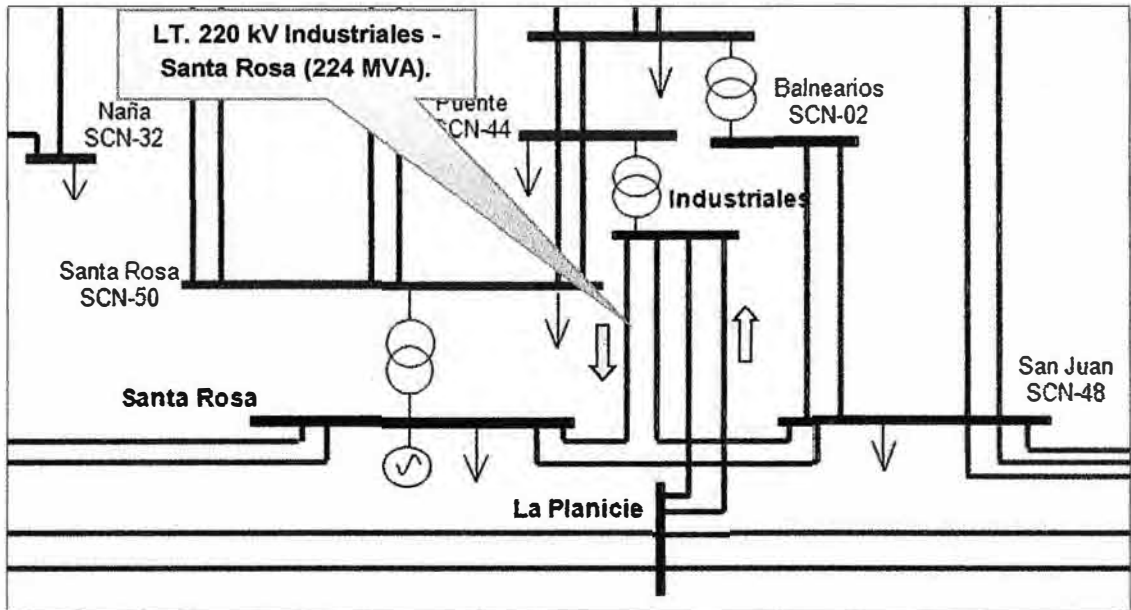 LT. 220 kV Industriales -
Santa Rosa (224 MVA).
Naña
SCN-32
Puente
SCN-44
Balnearios
SCN-02
Industriales
Santa Rosa
SCN-50
Santa Rosa
San Juan
SCN-48
La Planicie